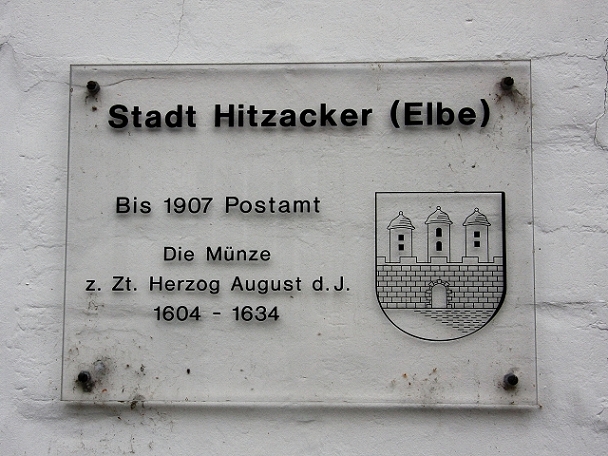 Stadt Hitzacker (Elbe)
Bis 1907 Postamt
Die Münze
z. Zt. Herzog August d. J.
1604 - 1634